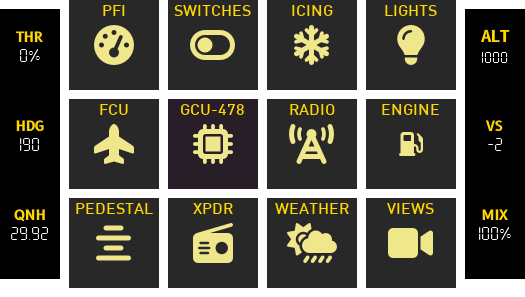 THR
0%
PFI
SWITCHES
ICING
LIGHTS
ALT
1000
HDG
190
FCU
GCU-478
RADIO
ENGINE
VS
-2
QNH
29.92
PEDESTAL
XPDR
WEATHER
VIEWS
MIX
100%